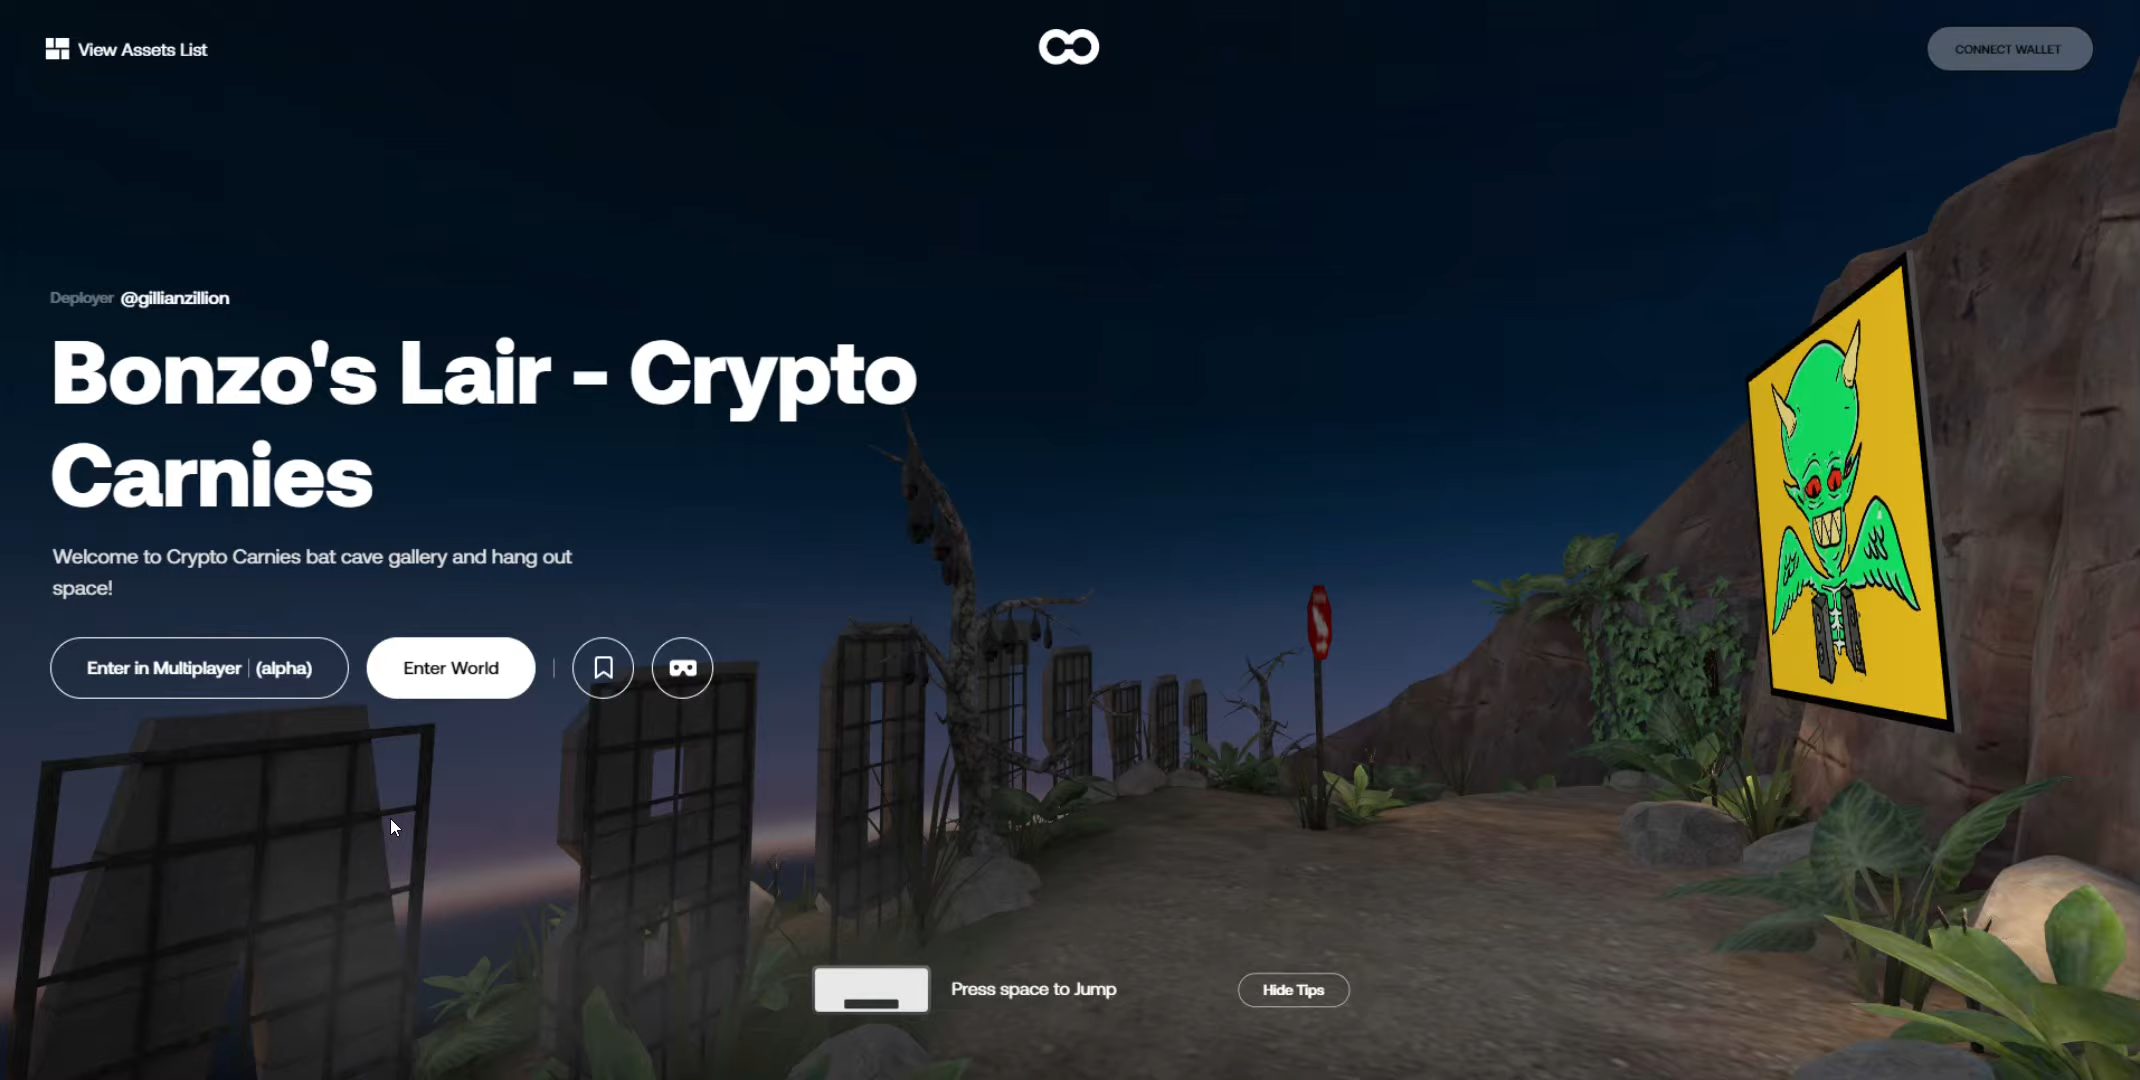 View Assets List
CONNECT WALLET
Deployer @gillianzillion
Bonzo's Lair - Crypto
Carnies
Welcome to Crypto Carnies bat cave gallery and hang out
space!
Enter in Multiplayer | (alpha)
Enter World
Press space to Jump
Hide Tips